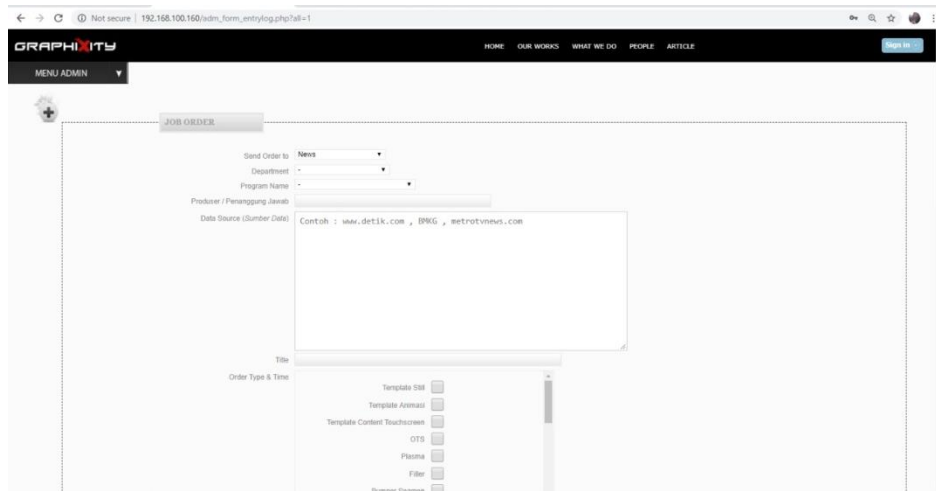 Not secure | 192.168.100.160/adm_form_entrylog.php?all=1
GRAPHIXITY
HOME OUR WORKS WHAT WE DO PEOPLE ARTICLE
Sign in
MENU ADMIN
JOB ORDER
Send Order to News
Department -
Program Name -
Produser / Penanggung Jawab
Data Source (Sumber Data) Contoh : www.detik.com , BMKG , metrotvnews.com
Title
Order Type & Time
Template Still
Template Animasi
Template Content Touchscreen
OTS
Plasma
Filler